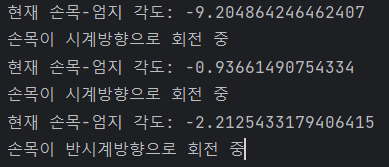 현재 손목-엄지 각도: -9.204864246462407
손목이 시계방향으로 회전 중
현재 손목-엄지 각도: -0.93661490754334
손목이 시계방향으로 회전 중
현재 손목-엄지 각도: -2.2125433179406415
손목이 반시계방향으로 회전 중